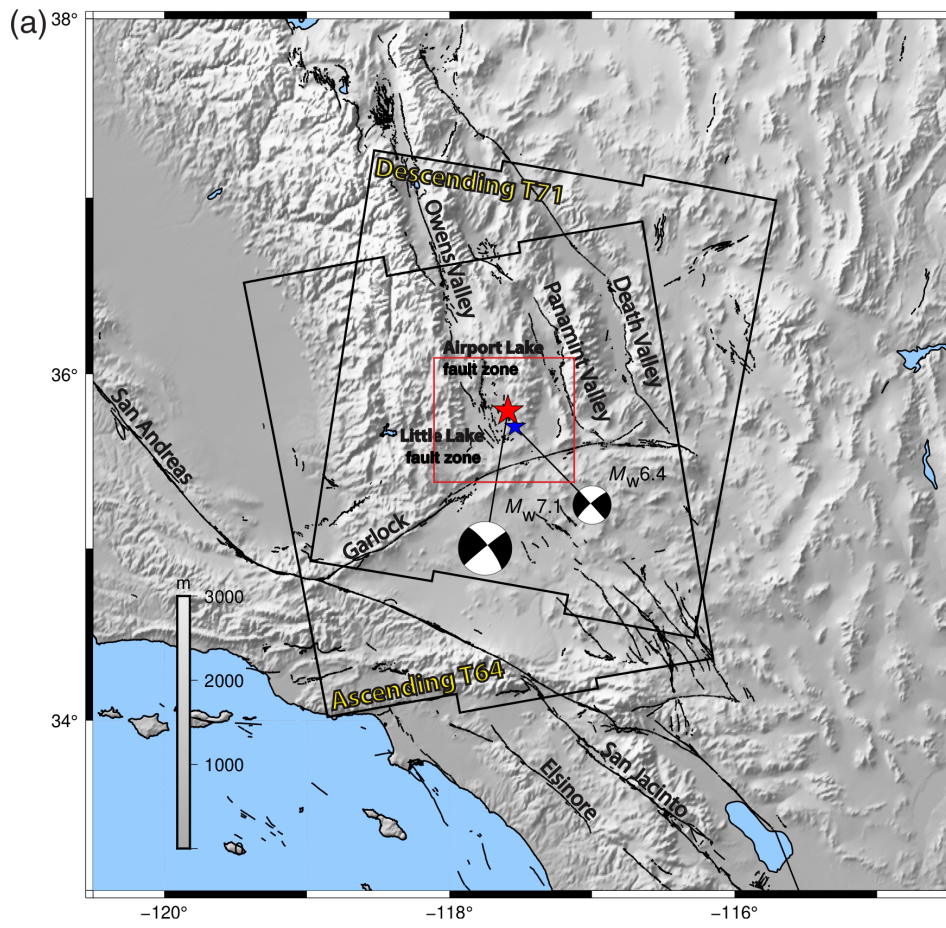 (a)
38°
Descending T71
Owens Valley
Death Valley
Panamint Valley
Airport Lake
fault zone
36°
San Andreas
Little Lake
fault zone
Mw6.4
Mw7.1
Garlock
m
3000
2000
1000
Ascending T64
34°
San Jacinto
Elsinore
−120°
−118°
−116°